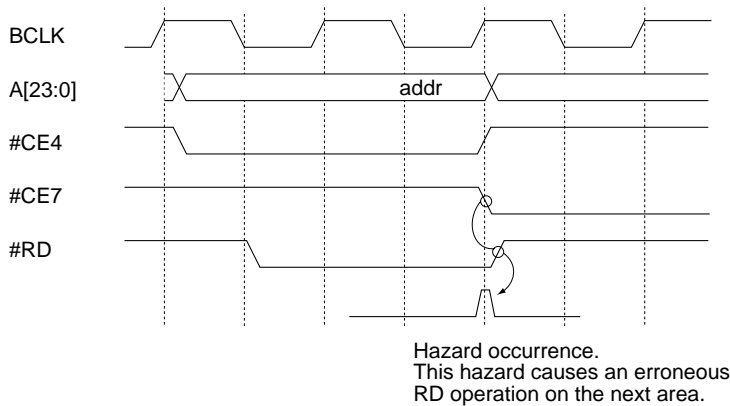 BCLK
A[23:0]
addr
#CE4
#CE7
#RD
Hazard occurrence.
This hazard causes an erroneous
RD operation on the next area.